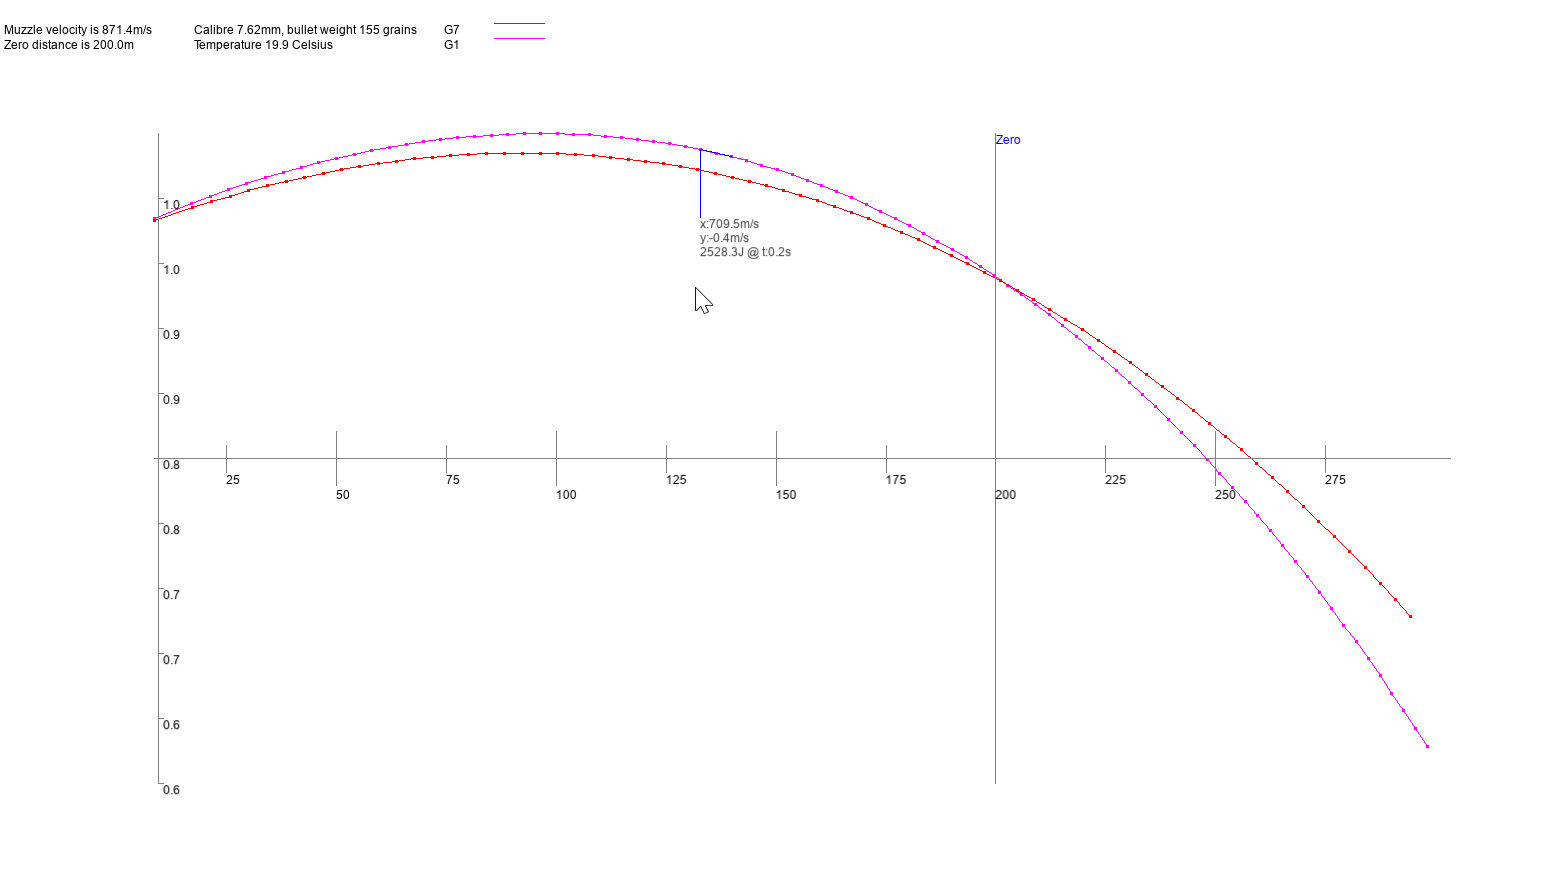 Muzzle velocity is 871.4m/s Calibre 7.62mm, bullet weight 155 grains G7
Zero distance is 200.0m Temperature 19.9 Celsius G1
Zero
1.0
x:709.5m/s
y:-0.4m/s
2528.3J @ t:0.2s
1.0
0.9
0.9
0.8
25 75 125 175 225 275
50 100 150 200 250
0.8
0.7
0.7
0.6
0.6